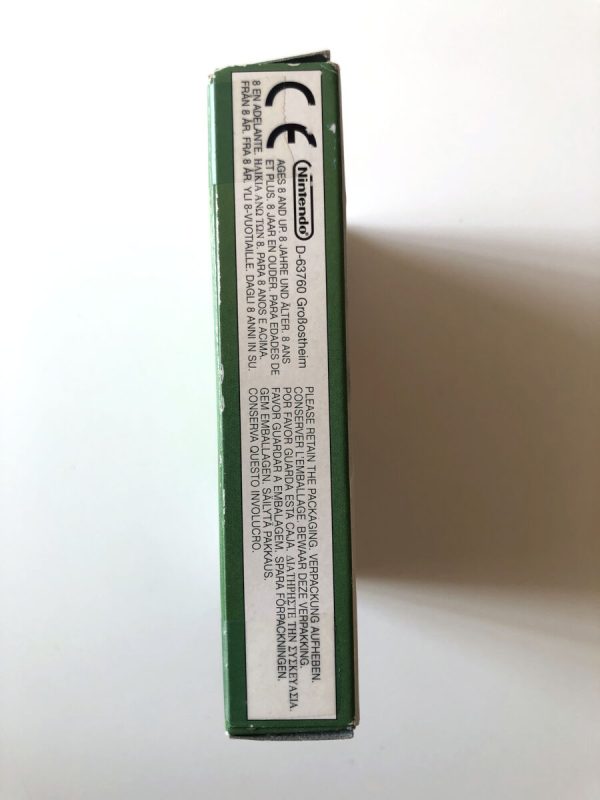 CE
Nintendo D-63760 Großostheim
AGES 8 AND UP. 8 JAHRE UND ÄLTER. 8 ANS
ET PLUS. 8 JAAR EN OUDER. PARA EDADES DE
8 EN ADELANTE. ΗΛΙΚΙΑ ΑΝΩ ΤΩΝ 8. PARA 8 ANOS E ACIMA.
FRÅN 8 ÅR. FRA 8 ÅR. YLI 8-VUOTIAILLE. DAGLI 8 ANNI IN SU.
PLEASE RETAIN THE PACKAGING. VERPACKUNG AUFHEBEN.
CONSERVER L'EMBALLAGE. BEWAAR DEZE VERPAKKING.
POR FAVOR GUARDA ESTA CAJA. ΔΙΑΤΗΡΗΣΤΕ ΤΗΝ ΣΥΣΚΕΥΑΣΙΑ.
FAVOR GUARDAR A EMBALAGEM. SPARA FÖRPACKNINGEN.
GEM EMBALLAGEN. SÄILYTÄ PAKKAUS.
CONSERVA QUESTO INVOLUCRO.